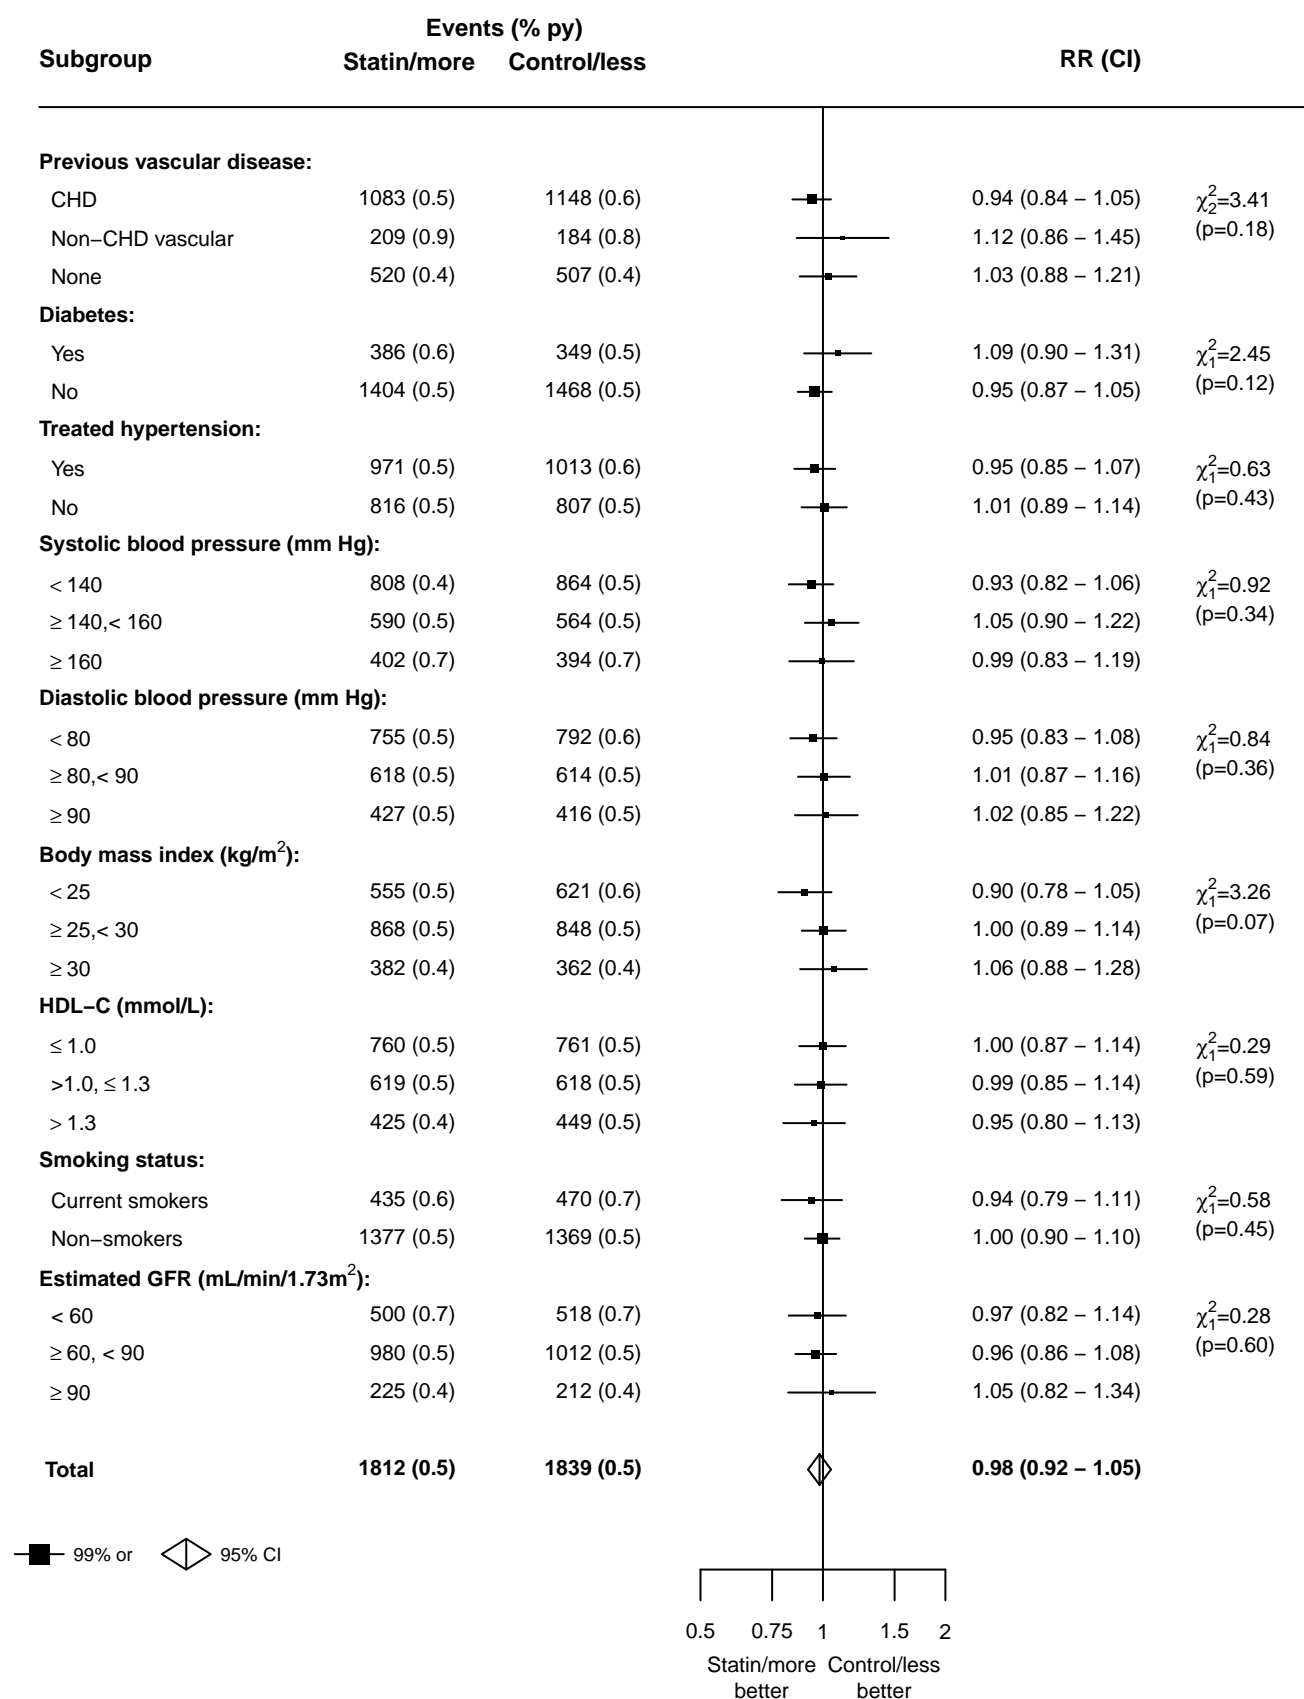 Events (% py)
Subgroup Statin/more Control/less RR (CI)
Previous vascular disease:
CHD 1083 (0.5) 1148 (0.6) 0.94 (0.84 − 1.05) χ²₂=3.41
Non−CHD vascular 209 (0.9) 184 (0.8) 1.12 (0.86 − 1.45) (p=0.18)
None 520 (0.4) 507 (0.4) 1.03 (0.88 − 1.21)
Diabetes:
Yes 386 (0.6) 349 (0.5) 1.09 (0.90 − 1.31) χ²₁=2.45
No 1404 (0.5) 1468 (0.5) 0.95 (0.87 − 1.05) (p=0.12)
Treated hypertension:
Yes 971 (0.5) 1013 (0.6) 0.95 (0.85 − 1.07) χ²₁=0.63
No 816 (0.5) 807 (0.5) 1.01 (0.89 − 1.14) (p=0.43)
Systolic blood pressure (mm Hg):
< 140 808 (0.4) 864 (0.5) 0.93 (0.82 − 1.06) χ²₁=0.92
≥ 140,< 160 590 (0.5) 564 (0.5) 1.05 (0.90 − 1.22) (p=0.34)
≥ 160 402 (0.7) 394 (0.7) 0.99 (0.83 − 1.19)
Diastolic blood pressure (mm Hg):
< 80 755 (0.5) 792 (0.6) 0.95 (0.83 − 1.08) χ²₁=0.84
≥ 80,< 90 618 (0.5) 614 (0.5) 1.01 (0.87 − 1.16) (p=0.36)
≥ 90 427 (0.5) 416 (0.5) 1.02 (0.85 − 1.22)
Body mass index (kg/m²):
< 25 555 (0.5) 621 (0.6) 0.90 (0.78 − 1.05) χ²₁=3.26
≥ 25,< 30 868 (0.5) 848 (0.5) 1.00 (0.89 − 1.14) (p=0.07)
≥ 30 382 (0.4) 362 (0.4) 1.06 (0.88 − 1.28)
HDL−C (mmol/L):
≤ 1.0 760 (0.5) 761 (0.5) 1.00 (0.87 − 1.14) χ²₁=0.29
>1.0, ≤ 1.3 619 (0.5) 618 (0.5) 0.99 (0.85 − 1.14) (p=0.59)
> 1.3 425 (0.4) 449 (0.5) 0.95 (0.80 − 1.13)
Smoking status:
Current smokers 435 (0.6) 470 (0.7) 0.94 (0.79 − 1.11) χ²₁=0.58
Non−smokers 1377 (0.5) 1369 (0.5) 1.00 (0.90 − 1.10) (p=0.45)
Estimated GFR (mL/min/1.73m²):
< 60 500 (0.7) 518 (0.7) 0.97 (0.82 − 1.14) χ²₁=0.28
≥ 60, < 90 980 (0.5) 1012 (0.5) 0.96 (0.86 − 1.08) (p=0.60)
≥ 90 225 (0.4) 212 (0.4) 1.05 (0.82 − 1.34)
Total 1812 (0.5) 1839 (0.5) 0.98 (0.92 − 1.05)
99% or 95% CI
0.5 0.75 1 1.5 2
Statin/more Control/less
better better